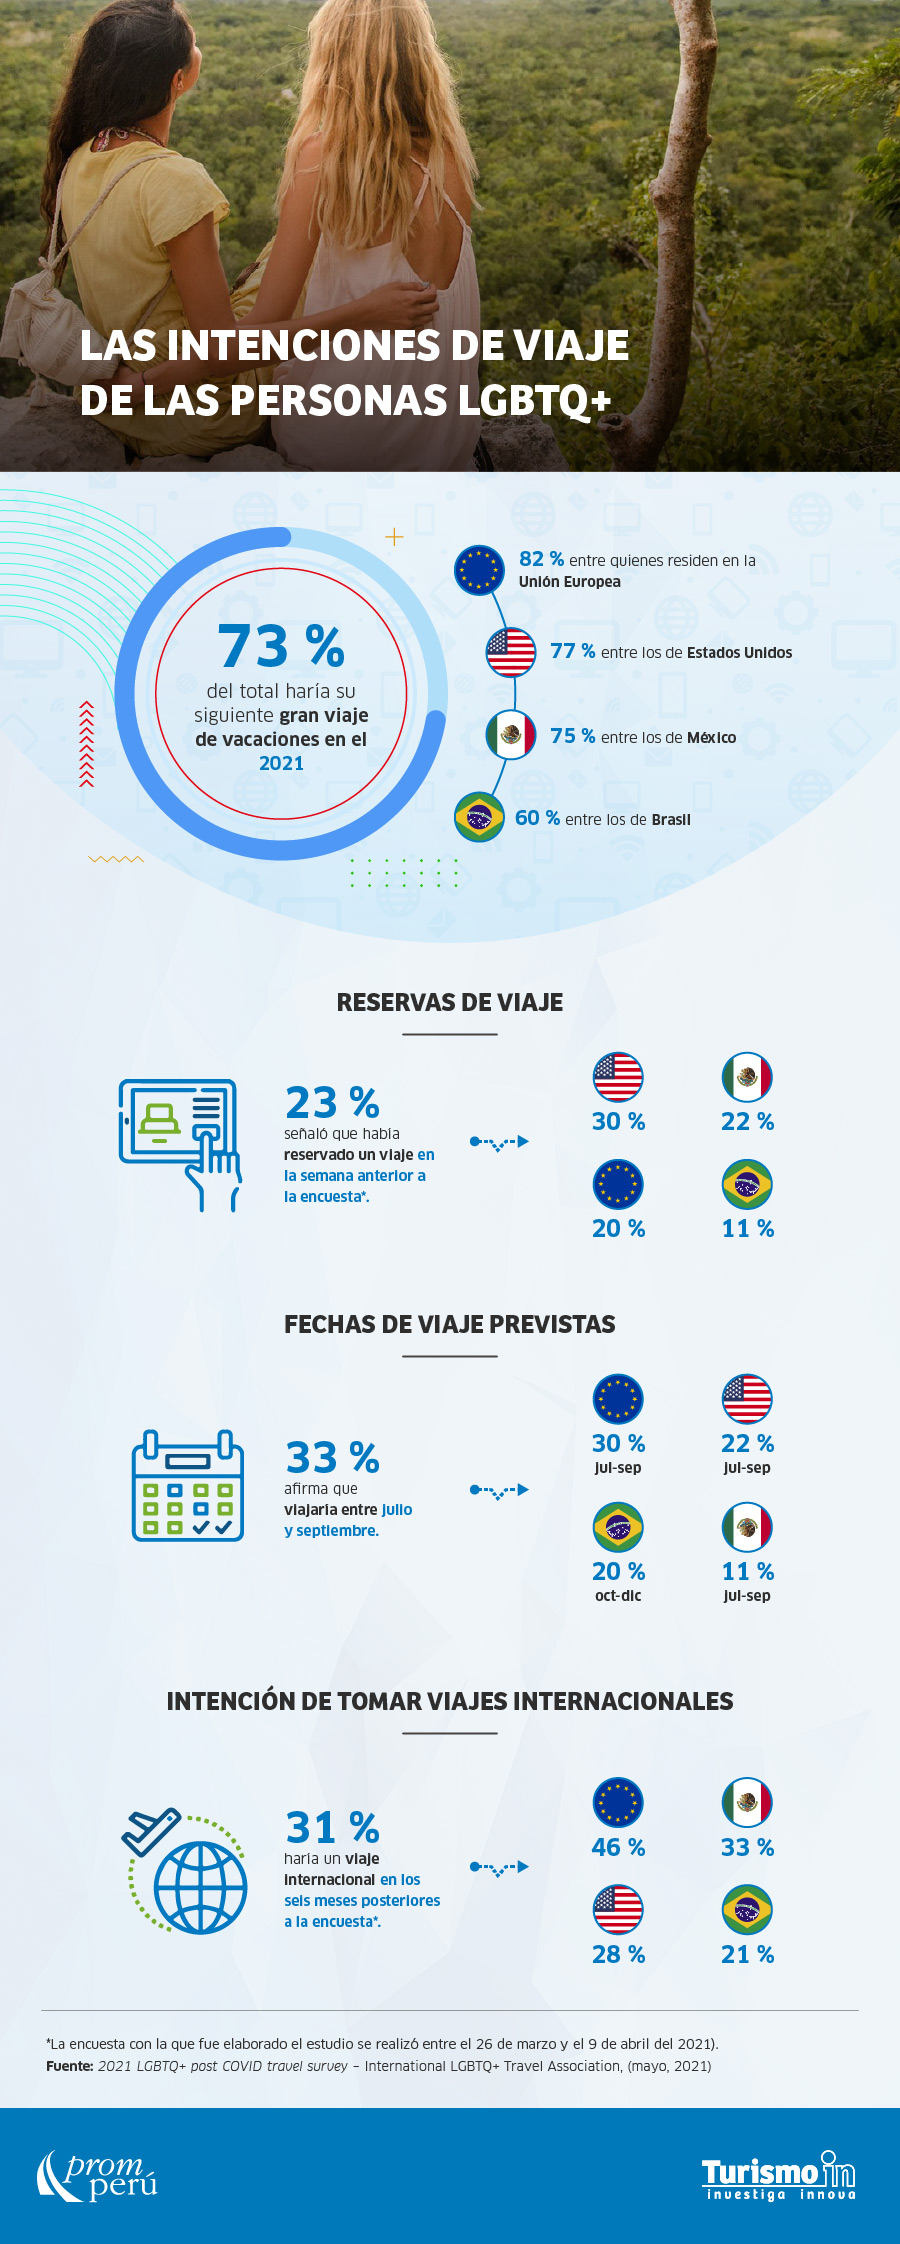 LAS INTENCIONES DE VIAJE
DE LAS PERSONAS LGBTQ+
73 %
del total haría su
siguiente gran viaje
de vacaciones en el
2021
82 % entre quienes residen en la
Unión Europea
77 % entre los de Estados Unidos
75 % entre los de México
60 % entre los de Brasil
RESERVAS DE VIAJE
23 %
señaló que había
reservado un viaje en
la semana anterior a
la encuesta*.
30 %
22 %
20 %
11 %
FECHAS DE VIAJE PREVISTAS
33 %
afirma que
viajaría entre julio
y septiembre.
30 %
jul-sep
22 %
jul-sep
20 %
oct-dic
11 %
jul-sep
INTENCIÓN DE TOMAR VIAJES INTERNACIONALES
31 %
haría un viaje
internacional en los
seis meses posteriores
a la encuesta*.
46 %
33 %
28 %
21 %
*La encuesta con la que fue elaborado el estudio se realizó entre el 26 de marzo y el 9 de abril del 2021).
Fuente: 2021 LGBTQ+ post COVID travel survey – International LGBTQ+ Travel Association, (mayo, 2021)
prom
perú
Turismo in
investiga innova